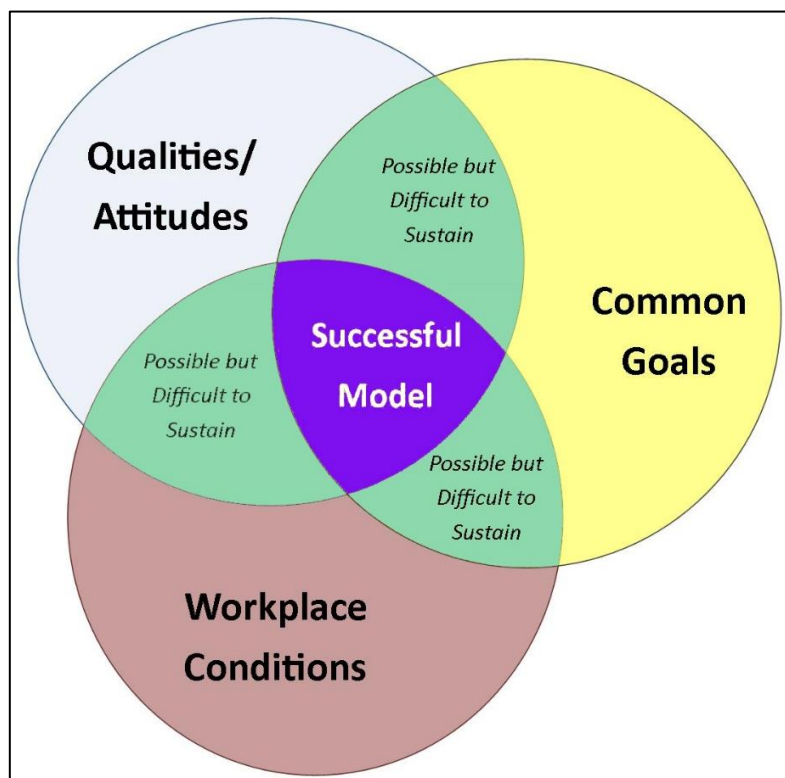 Qualities/
Attitudes
Possible but
Difficult to
Sustain
Common
Goals
Successful
Model
Possible but
Difficult to
Sustain
Possible but
Difficult to
Sustain
Workplace
Conditions